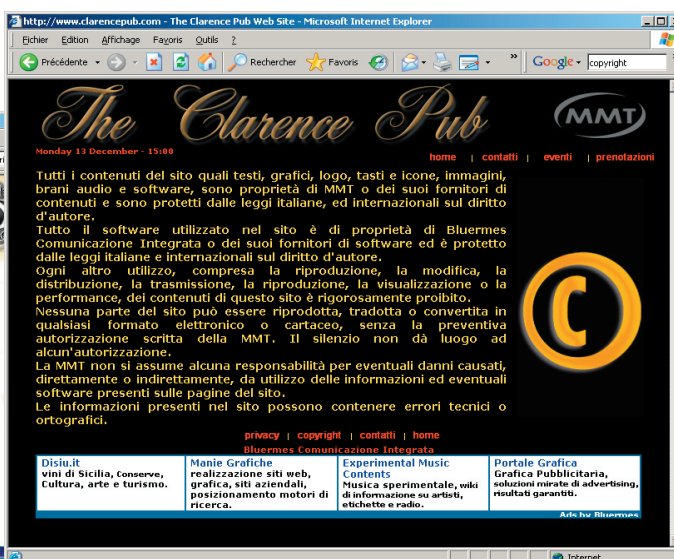 http://www.clarencepub.com - The Clarence Pub Web Site - Microsoft Internet Explorer
Fichier Edition Affichage Favoris Outils ?
Précédente Rechercher Favoris » Google copyright
The Clarence Pub MMT
Monday 13 December - 15:00
home | contatti | eventi | prenotazioni
Tutti i contenuti del sito quali testi, grafici, logo, tasti e icone, immagini,
brani audio e software, sono proprietà di MMT o dei suoi fornitori di
contenuti e sono protetti dalle leggi italiane, ed internazionali sul diritto
d'autore.
Tutto il software utilizzato nel sito è di proprietà di Bluermes
Comunicazione Integrata o dei suoi fornitori di software ed è protetto
dalle leggi italiane e internazionali sul diritto d'autore.
Ogni altro utilizzo, compresa la riproduzione, la modifica, la
distribuzione, la trasmissione, la riproduzione, la visualizzazione o la
performance, dei contenuti di questo sito è rigorosamente proibito.
Nessuna parte del sito può essere riprodotta, tradotta o convertita in
qualsiasi formato elettronico o cartaceo, senza la preventiva
autorizzazione scritta della MMT. Il silenzio non dà luogo ad
alcun'autorizzazione.
La MMT non si assume alcuna responsabilità per eventuali danni causati,
direttamente o indirettamente, da utilizzo delle informazioni ed eventuali
software presenti sulle pagine del sito.
Le informazioni presenti nel sito possono contenere errori tecnici o
ortografici.
©
privacy | copyright | contatti | home
Bluermes Comunicazione Integrata
Disiu.it
vini di Sicilia, Conserve,
Cultura, arte e turismo.
Manie Grafiche
realizzazione siti web,
grafica, siti aziendali,
posizionamento motori di
ricerca.
Experimental Music
Contents
Musica sperimentale, wiki
di informazione su artisti,
etichette e radio.
Portale Grafica
Grafica Pubblicitaria,
soluzioni mirate di advertising,
risultati garantiti.
Ads by Bluermes
Internet